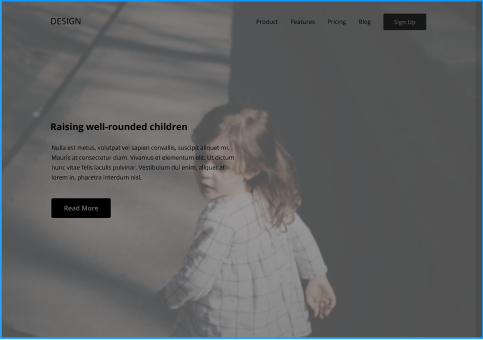 DESIGN
Product Features Pricing Blog Sign Up
Raising well-rounded children
Nulla est metus, volutpat vel sapien convallis, suscipit aliquet mi.
Mauris at consectetur diam. Vivamus et elementum elit. Ut dictum
nunc vitae felis iaculis pulvinar. Vestibulum dui enim, aliquet at
lorem in, pharetra interdum nisl.
Read More